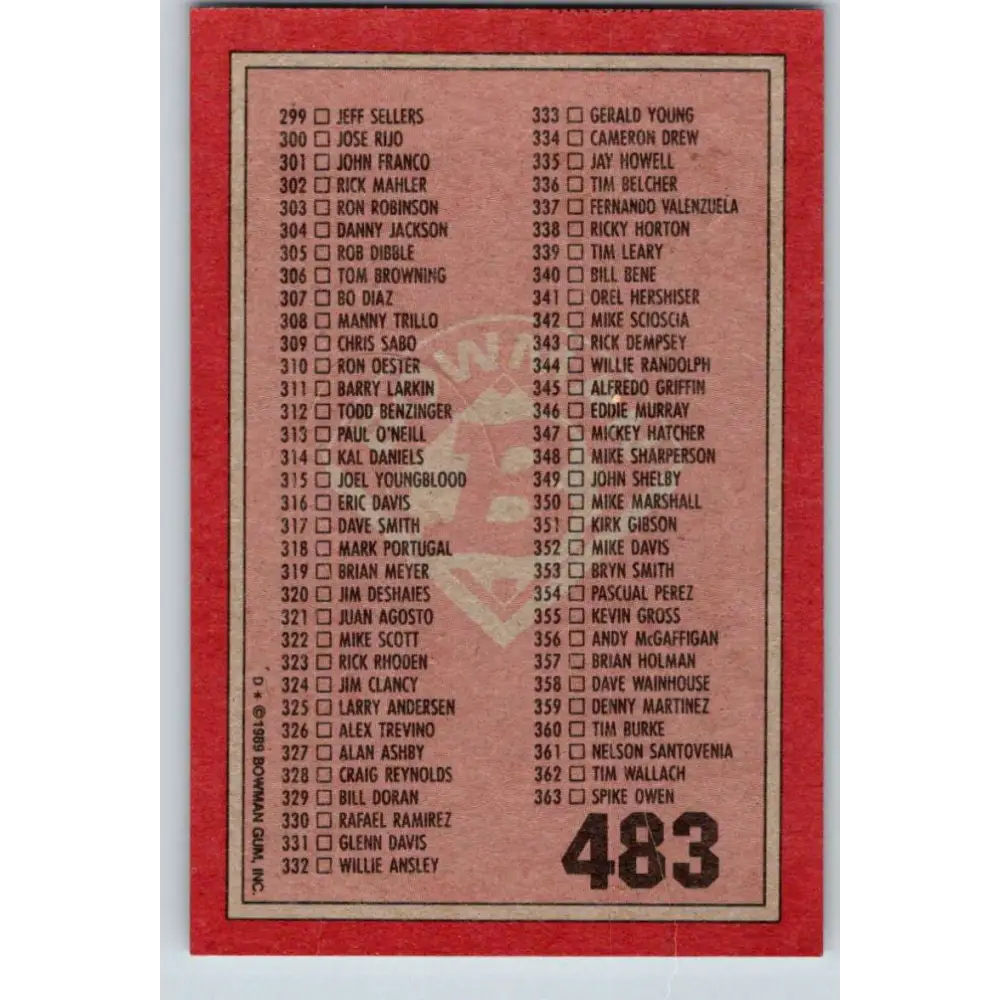 299 JEFF SELLERS
300 JOSE RIJO
301 JOHN FRANCO
302 RICK MAHLER
303 RON ROBINSON
304 DANNY JACKSON
305 ROB DIBBLE
306 TOM BROWNING
307 BO DIAZ
308 MANNY TRILLO
309 CHRIS SABO
310 RON OESTER
311 BARRY LARKIN
312 TODD BENZINGER
313 PAUL O'NEILL
314 KAL DANIELS
315 JOEL YOUNGBLOOD
316 ERIC DAVIS
317 DAVE SMITH
318 MARK PORTUGAL
319 BRIAN MEYER
320 JIM DESHAIES
321 JUAN AGOSTO
322 MIKE SCOTT
323 RICK RHODEN
324 JIM CLANCY
325 LARRY ANDERSEN
326 ALEX TREVINO
327 ALAN ASHBY
328 CRAIG REYNOLDS
329 BILL DORAN
330 RAFAEL RAMIREZ
331 GLENN DAVIS
332 WILLIE ANSLEY
333 GERALD YOUNG
334 CAMERON DREW
335 JAY HOWELL
336 TIM BELCHER
337 FERNANDO VALENZUELA
338 RICKY HORTON
339 TIM LEARY
340 BILL BENE
341 OREL HERSHISER
342 MIKE SCIOSCIA
343 RICK DEMPSEY
344 WILLIE RANDOLPH
345 ALFREDO GRIFFIN
346 EDDIE MURRAY
347 MICKEY HATCHER
348 MIKE SHARPERSON
349 JOHN SHELBY
350 MIKE MARSHALL
351 KIRK GIBSON
352 MIKE DAVIS
353 BRYN SMITH
354 PASCUAL PEREZ
355 KEVIN GROSS
356 ANDY McGAFFIGAN
357 BRIAN HOLMAN
358 DAVE WAINHOUSE
359 DENNY MARTINEZ
360 TIM BURKE
361 NELSON SANTOVENIA
362 TIM WALLACH
363 SPIKE OWEN
483
D * ©1989 BOWMAN GUM, INC.
B